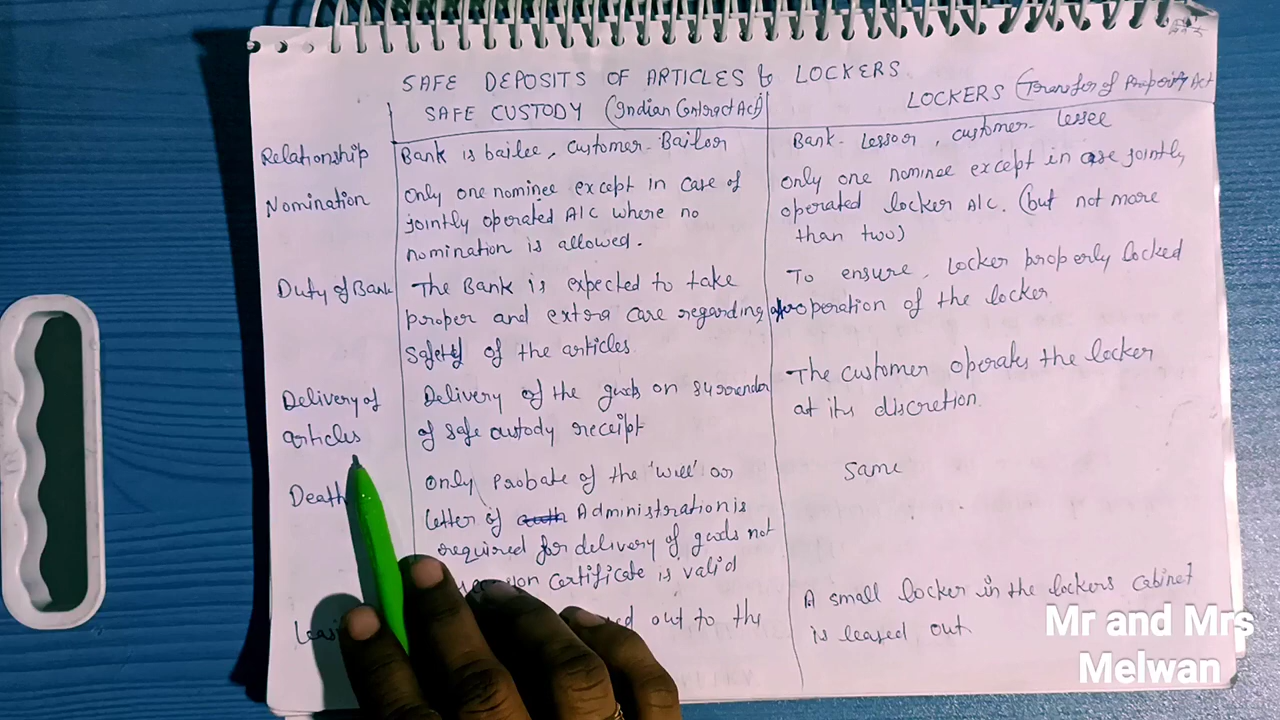 SAFE DEPOSITS OF ARTICLES & LOCKERS
SAFE CUSTODY (Indian Contract Act)
LOCKERS (Transfer of Property Act
Relationship
Bank is bailee, customer-Bailor
Bank - Lessor, customer - lessee
Nomination
Only one nominee except in case of
jointly operated A/C where no
nomination is allowed.
only one nominee except in case jointly
operated locker A/C. (but not more
than two)
Duty of Bank
The Bank is expected to take
proper and extra care regarding
safety of the articles
To ensure, Locker properly locked
after operation of the locker
Delivery of
articles
Delivery of the goods on surrender
of safe custody receipt
The customer operates the locker
at its discretion.
Death
Only Probate of the 'will' or
letter of Administration is
required for delivery of goods not
certificate is valid
Same
out to the
A small locker in the lockers cabinet
is leased out
Mr and Mrs
Melwan